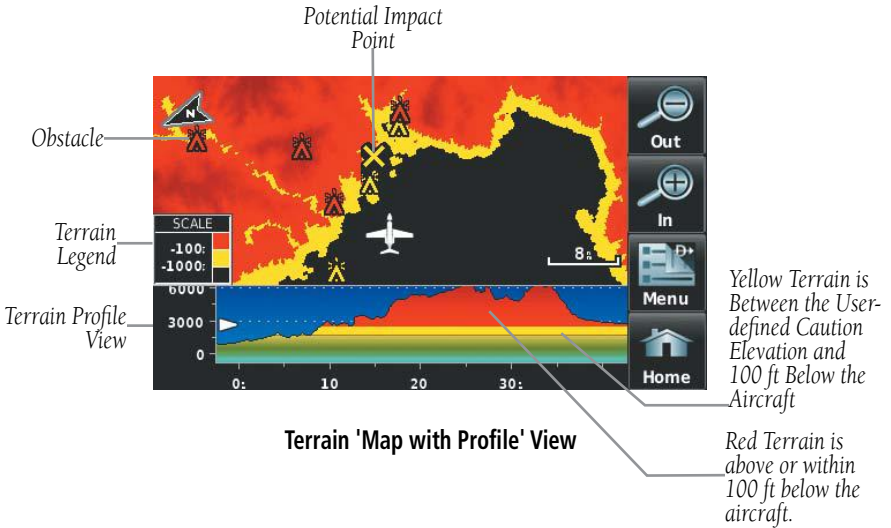 Potential Impact
Point
Obstacle
N
Out
In
SCALE
-100:
-1000:
Terrain
Legend
8
Menu
Terrain Profile
View
6000
3000
0
0:
10
20
30:
Home
Yellow Terrain is
Between the User-
defined Caution
Elevation and
100 ft Below the
Aircraft
Terrain 'Map with Profile' View
Red Terrain is
above or within
100 ft below the
aircraft.